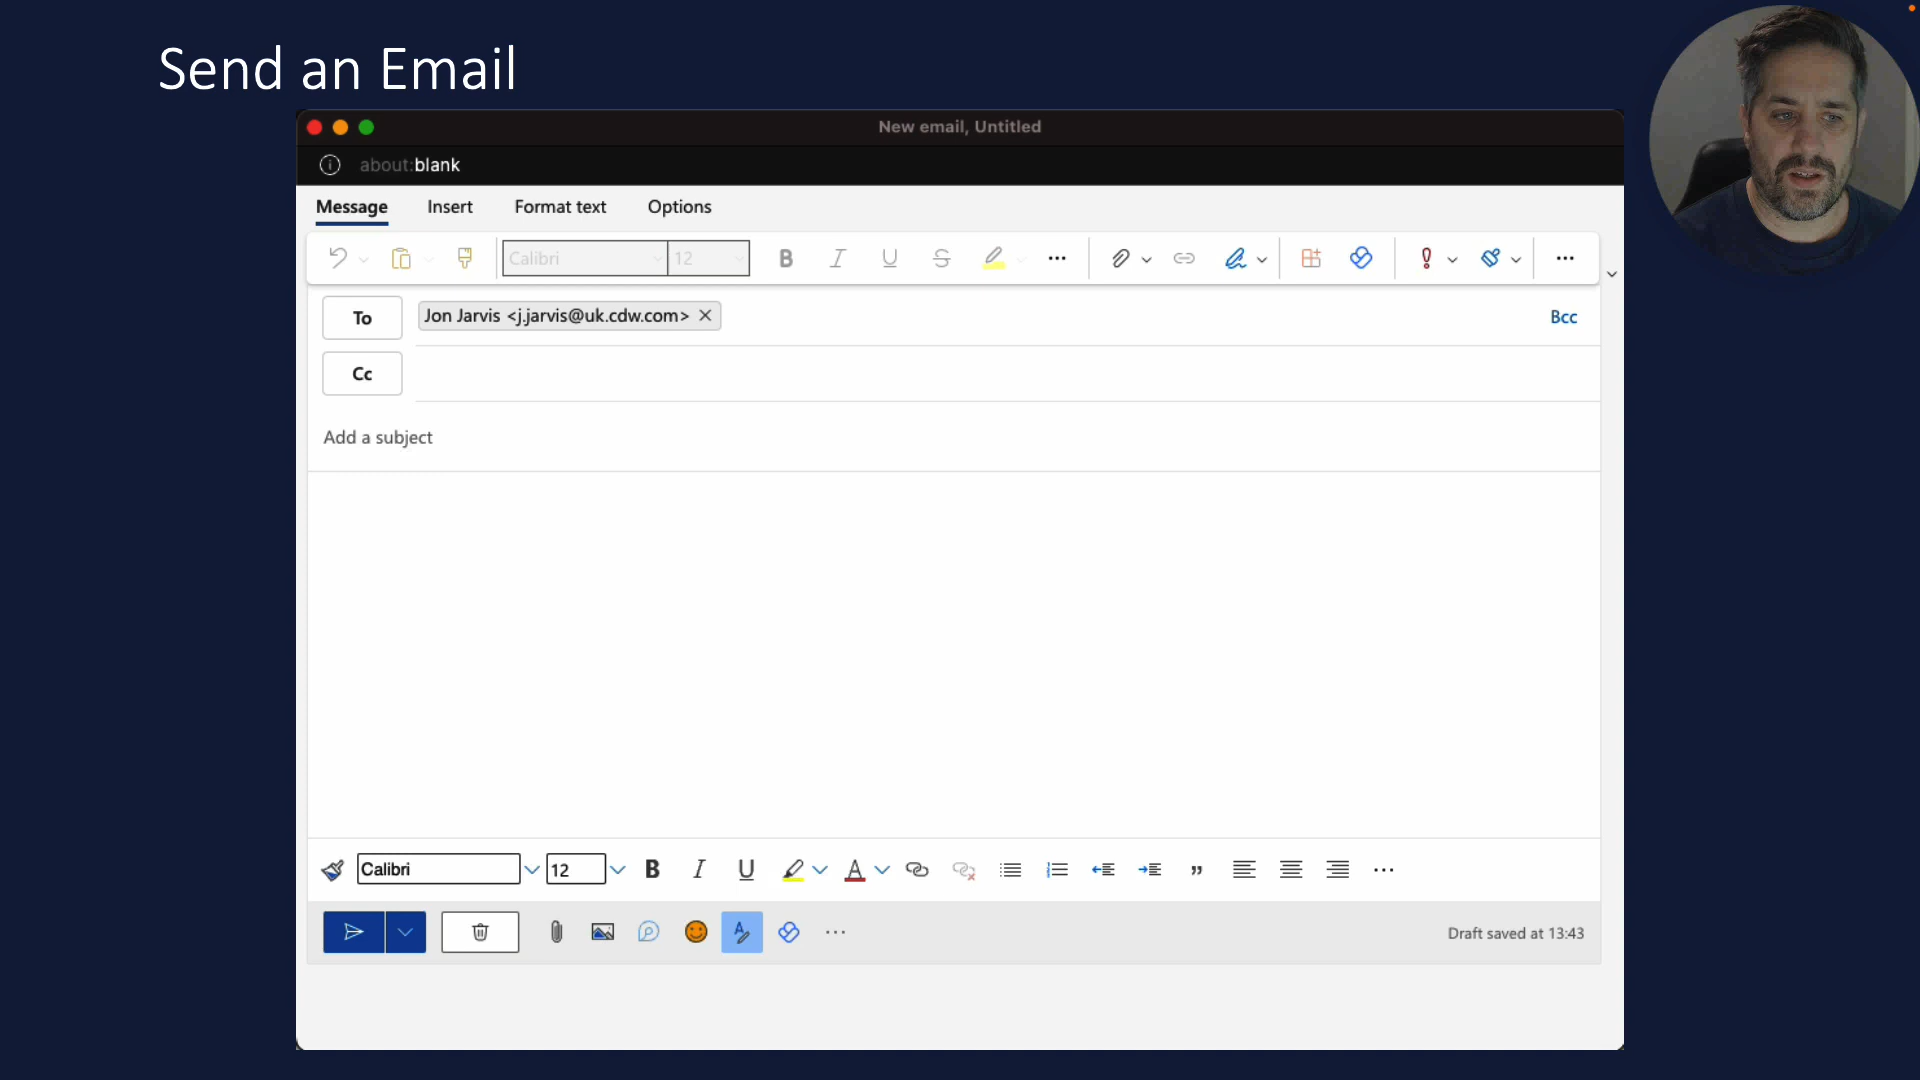 Send an Email
New email, Untitled
about:blank
Message Insert Format text Options
Calibri 12
To Jon Jarvis <j.jarvis@uk.cdw.com> Bcc
Cc
Add a subject
Calibri 12 B I U A
Draft saved at 13:43